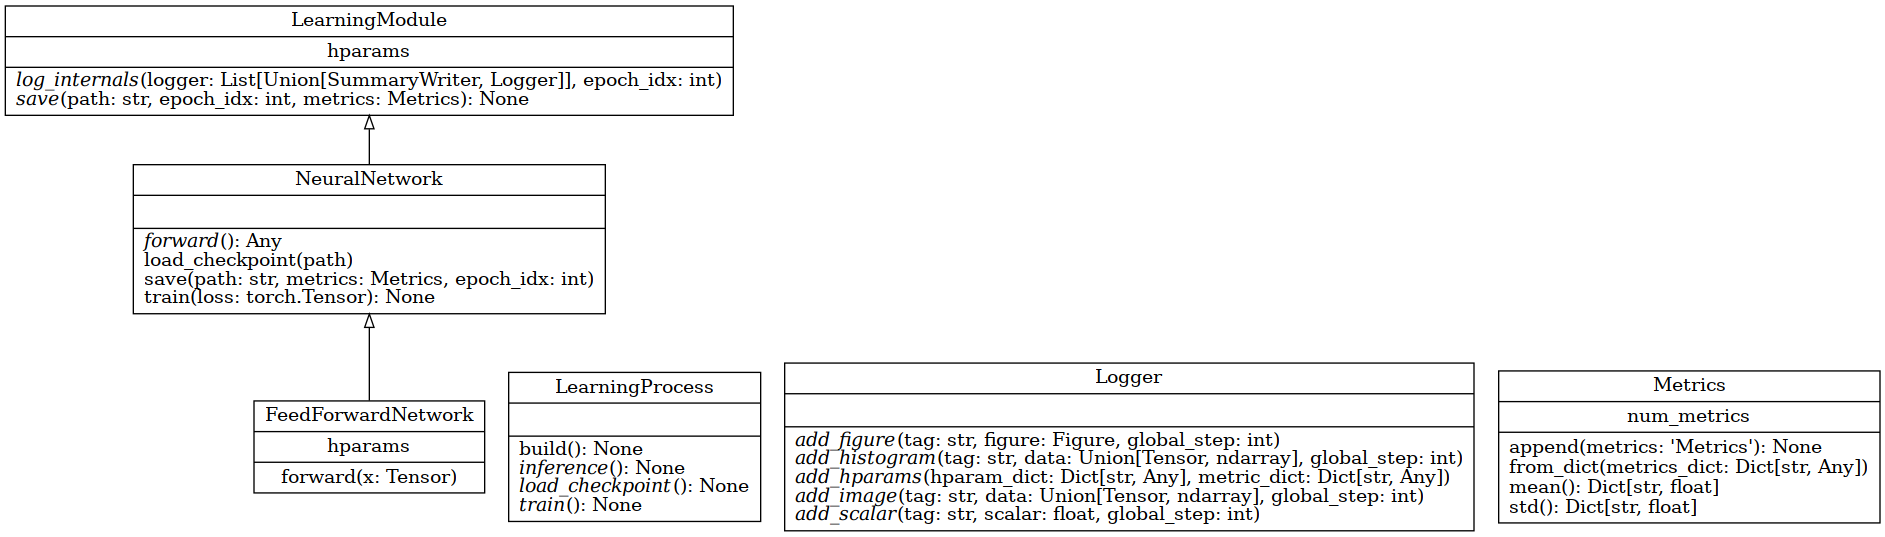 LearningModule
hparams
log_internals(logger: List[Union[SummaryWriter, Logger]], epoch_idx: int)
save(path: str, epoch_idx: int, metrics: Metrics): None
NeuralNetwork
forward(): Any
load_checkpoint(path)
save(path: str, metrics: Metrics, epoch_idx: int)
train(loss: torch.Tensor): None
FeedForwardNetwork
hparams
forward(x: Tensor)
LearningProcess
build(): None
inference(): None
load_checkpoint(): None
train(): None
Logger
add_figure(tag: str, figure: Figure, global_step: int)
add_histogram(tag: str, data: Union[Tensor, ndarray], global_step: int)
add_hparams(hparam_dict: Dict[str, Any], metric_dict: Dict[str, Any])
add_image(tag: str, data: Union[Tensor, ndarray], global_step: int)
add_scalar(tag: str, scalar: float, global_step: int)
Metrics
num_metrics
append(metrics: 'Metrics'): None
from_dict(metrics_dict: Dict[str, Any])
mean(): Dict[str, float]
std(): Dict[str, float]